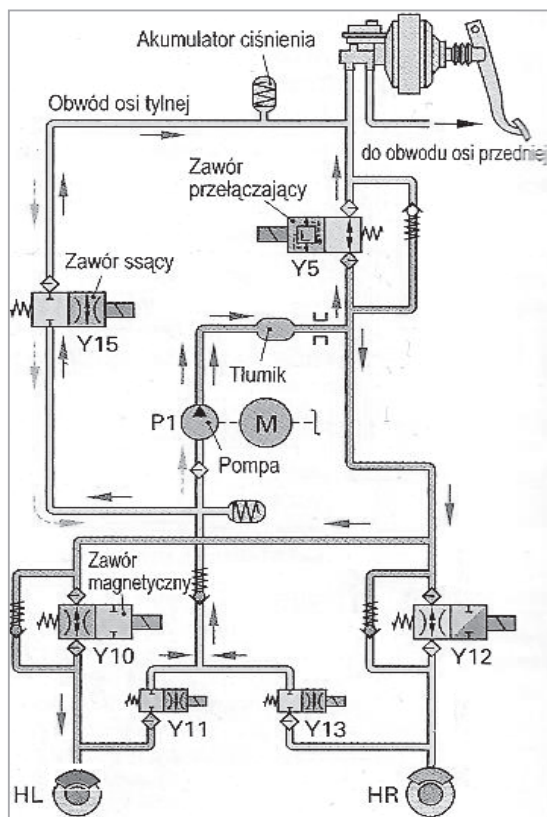 Akumulator ciśnienia
Obwód osi tylnej
do obwodu osi przedniej
Zawór
przełączający
Y5
Zawór ssący
Y15
Tłumik
P1
M
Pompa
Zawór
magnetyczny
Y10
Y12
Y11
Y13
HL
HR